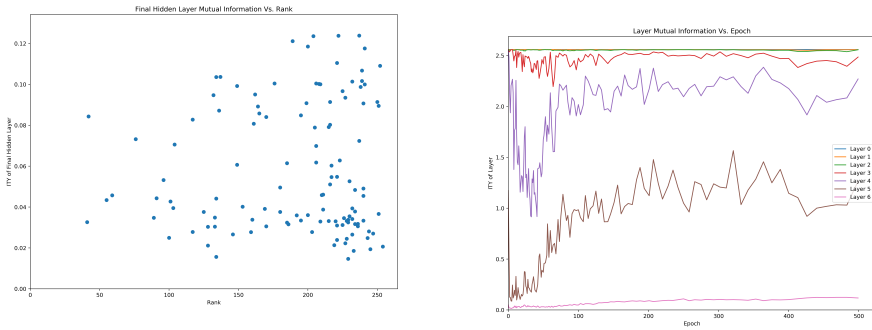 Final Hidden Layer Mutual Information Vs. Rank
ITY of Final Hidden Layer
0.12
0.10
0.08
0.06
0.04
0.02
0.00
0
50
100
150
200
250
Rank
Layer Mutual Information Vs. Epoch
ITY of Layer
2.5
2.0
1.5
1.0
0.5
0.0
0
100
200
300
400
500
Epoch
Layer 0
Layer 1
Layer 2
Layer 3
Layer 4
Layer 5
Layer 6